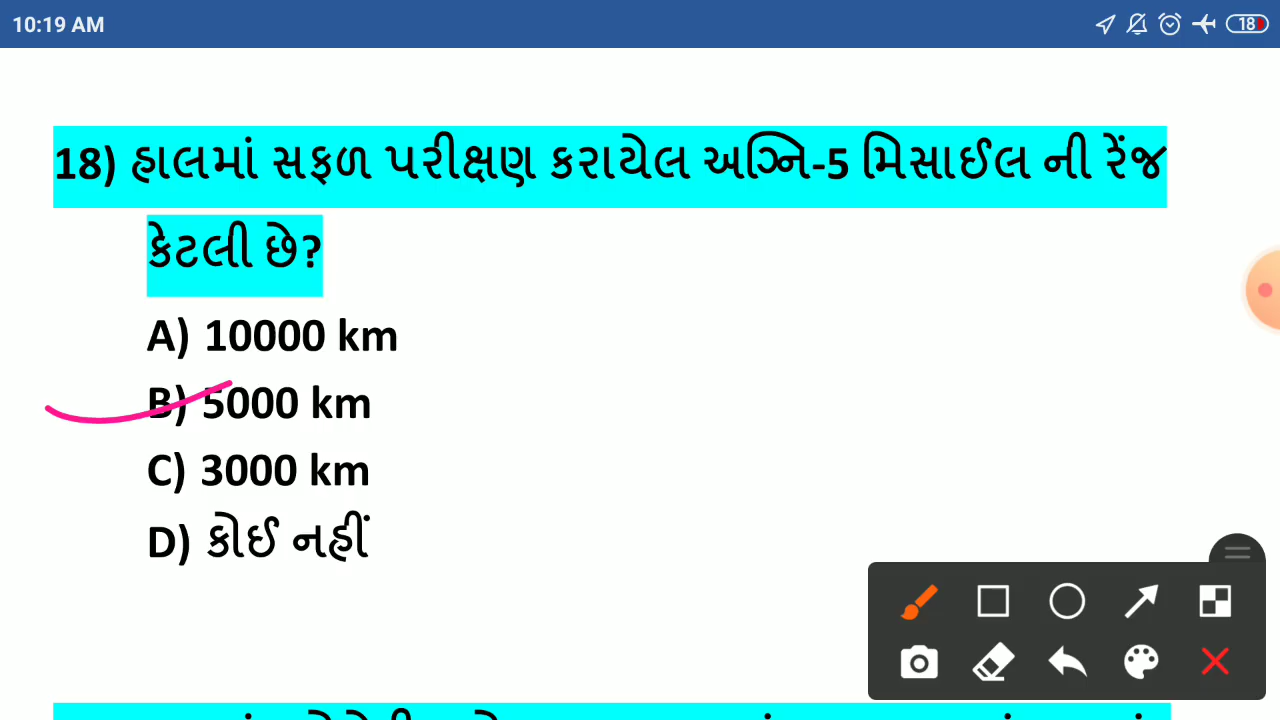 10:19 AM
18
18) હાલમાં સફળ પરીક્ષણ કરાયેલ અગ્નિ-5 મિસાઈલ ની રેંજ
કેટલી છે?
A) 10000 km
B) 5000 km
C) 3000 km
D) કોઈ નહીં